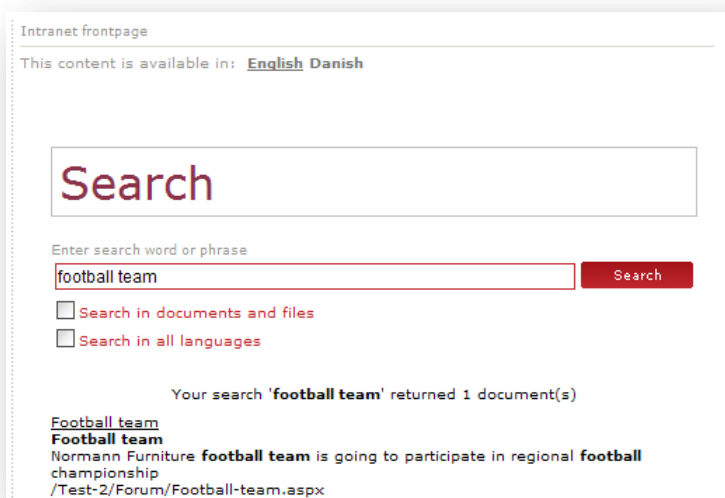 Intranet frontpage
This content is available in: English Danish
Search
Enter search word or phrase
football team
Search
Search in documents and files
Search in all languages
Your search 'football team' returned 1 document(s)
Football team
Football team
Normann Furniture football team is going to participate in regional football
championship
/Test-2/Forum/Football-team.aspx